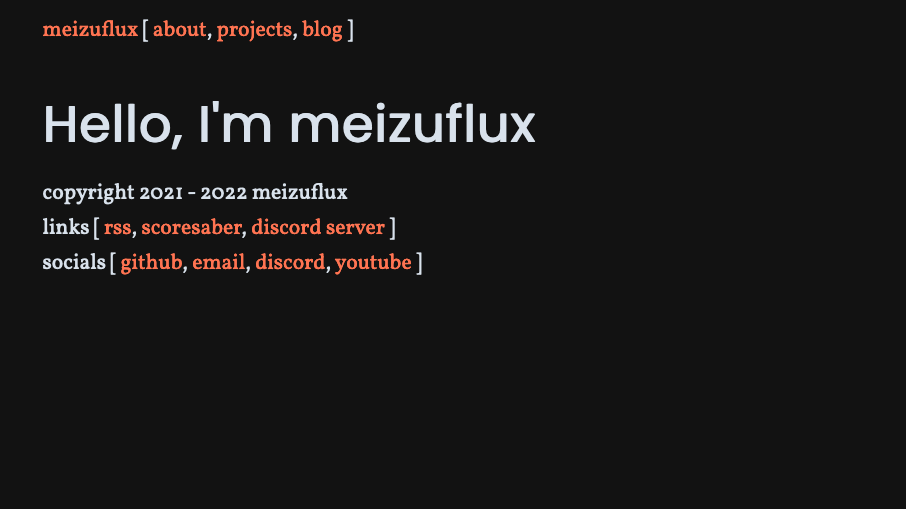 meizuflux [ about, projects, blog ]
Hello, I'm meizuflux
copyright 2021 - 2022 meizuflux
links [ rss, scoresaber, discord server ]
socials [ github, email, discord, youtube ]